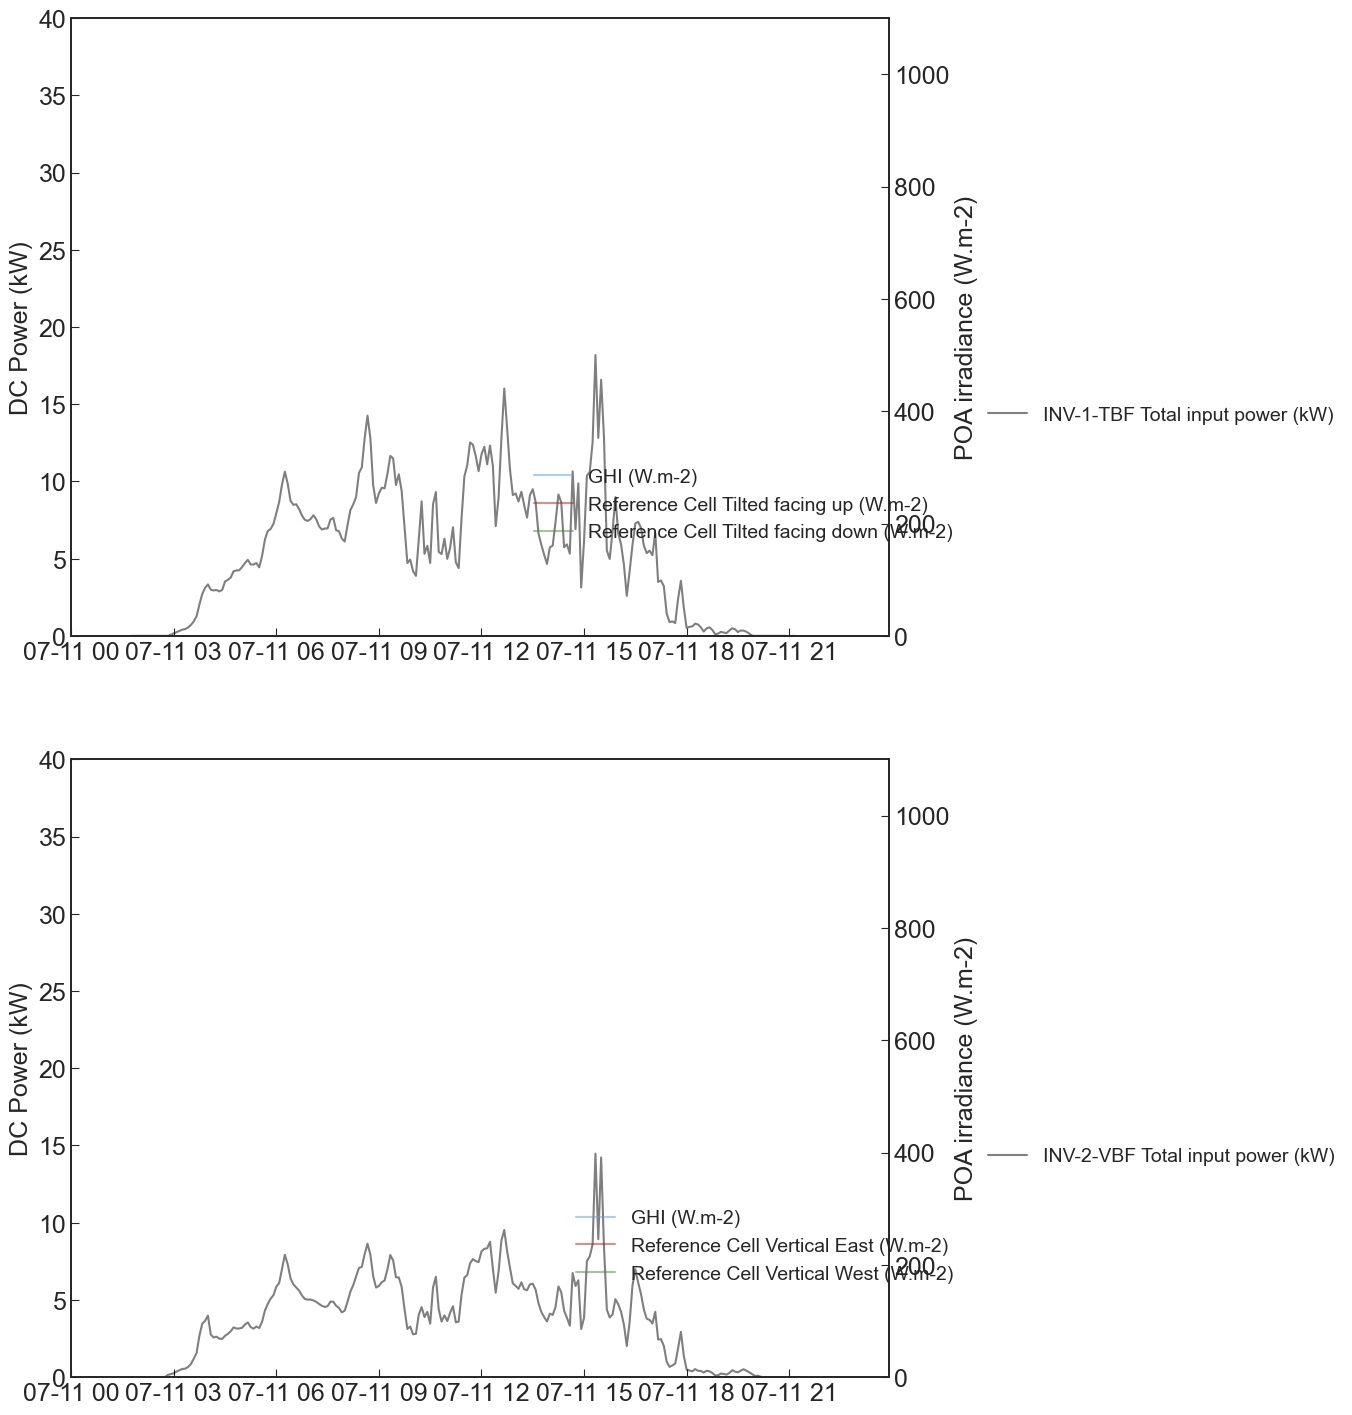 40
35
30
25
20
15
10
5
0
DC Power (kW)
1000
800
600
400
200
0
POA irradiance (W.m-2)
INV-1-TBF Total input power (kW)
GHI (W.m-2)
Reference Cell Tilted facing up (W.m-2)
Reference Cell Tilted facing down (W.m-2)
07-11 00 07-11 03 07-11 06 07-11 09 07-11 12 07-11 15 07-11 18 07-11 21
40
35
30
25
20
15
10
5
0
DC Power (kW)
1000
800
600
400
200
0
POA irradiance (W.m-2)
INV-2-VBF Total input power (kW)
GHI (W.m-2)
Reference Cell Vertical East (W.m-2)
Reference Cell Vertical West (W.m-2)
07-11 00 07-11 03 07-11 06 07-11 09 07-11 12 07-11 15 07-11 18 07-11 21